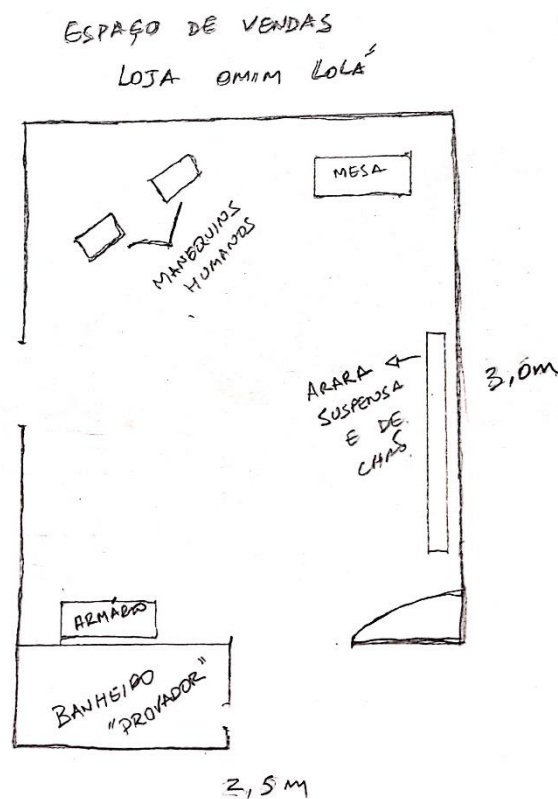 ESPAÇO DE VENDAS
LOJA OMIM LOLÁ
MESA
MANEQUINS
HUMANOS
ARARA
SUSPENSA
E DE
CHÃO
3,0m
ARMÁRIO
BANHEIRO
"PROVADOR"
2,5 M